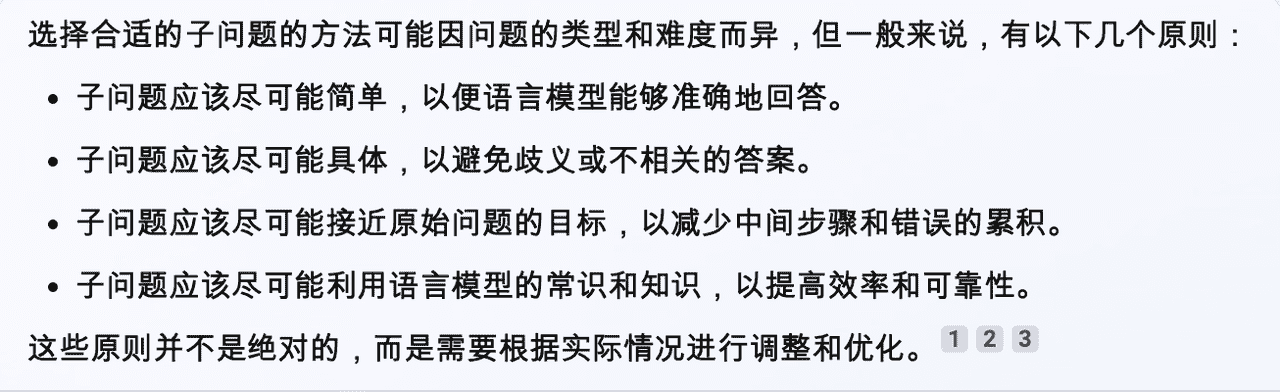 选择合适的子问题的方法可能因问题的类型和难度而异，但一般来说，有以下几个原则：
• 子问题应该尽可能简单，以便语言模型能够准确地回答。
• 子问题应该尽可能具体，以避免歧义或不相关的答案。
• 子问题应该尽可能接近原始问题的目标，以减少中间步骤和错误的累积。
• 子问题应该尽可能利用语言模型的常识和知识，以提高效率和可靠性。
这些原则并不是绝对的，而是需要根据实际情况进行调整和优化。 1 2 3